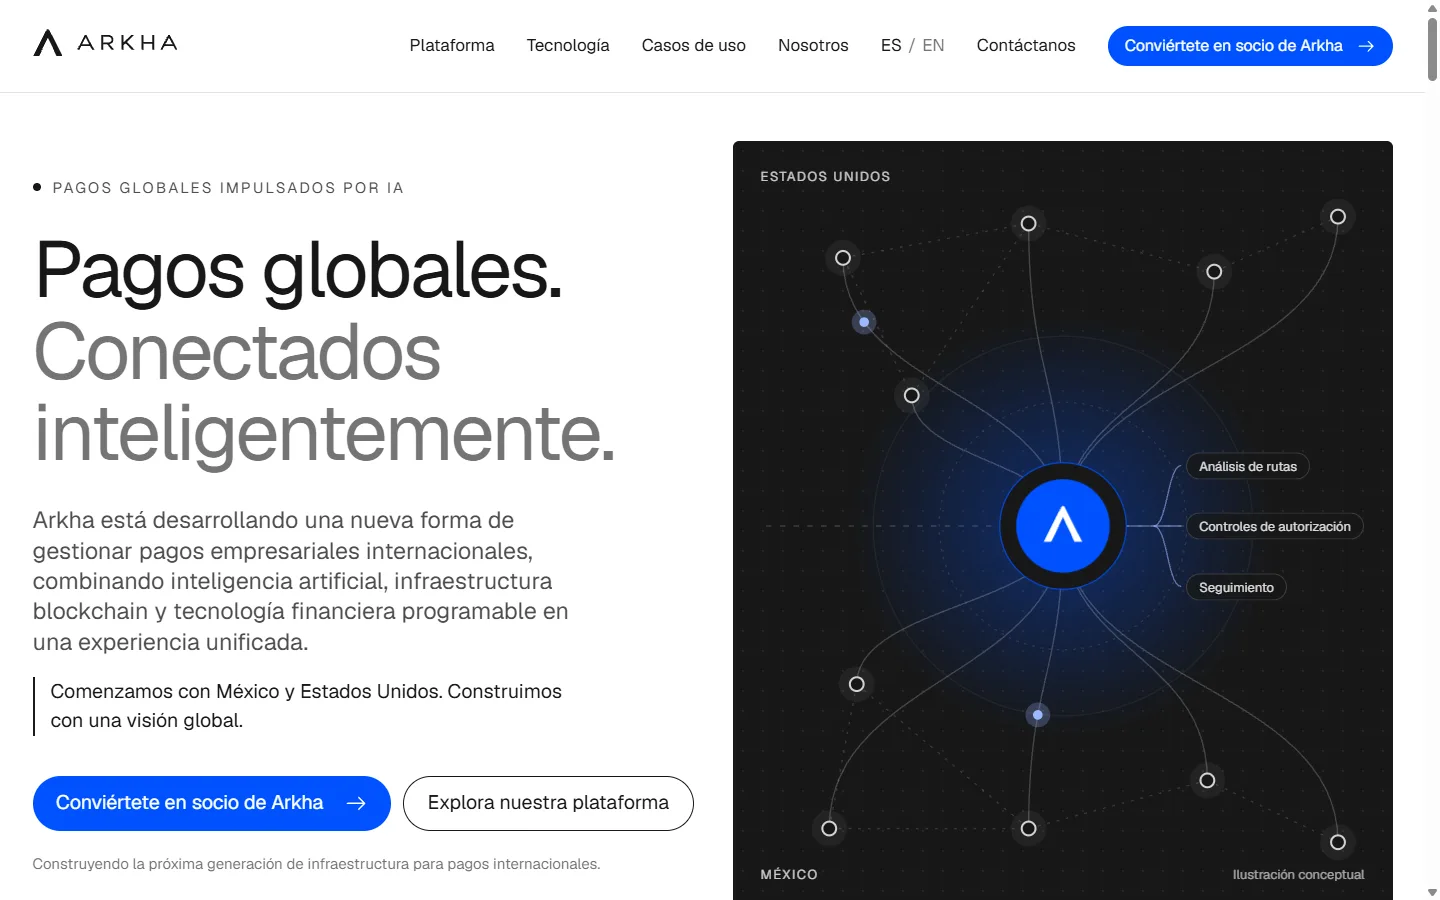 ARKHA
Plataforma
Tecnología
Casos de uso
Nosotros
ES / EN
Contáctanos
Conviértete en socio de Arkha
PAGOS GLOBALES IMPULSADOS POR IA
Pagos globales.
Conectados
inteligentemente.
Arkha está desarrollando una nueva forma de
gestionar pagos empresariales internacionales,
combinando inteligencia artificial, infraestructura
blockchain y tecnología financiera programable en
una experiencia unificada.
Comenzamos con México y Estados Unidos. Construimos
con una visión global.
Conviértete en socio de Arkha
Explora nuestra plataforma
Construyendo la próxima generación de infraestructura para pagos internacionales.
ESTADOS UNIDOS
Análisis de rutas
Controles de autorización
Seguimiento
MÉXICO
Ilustración conceptual